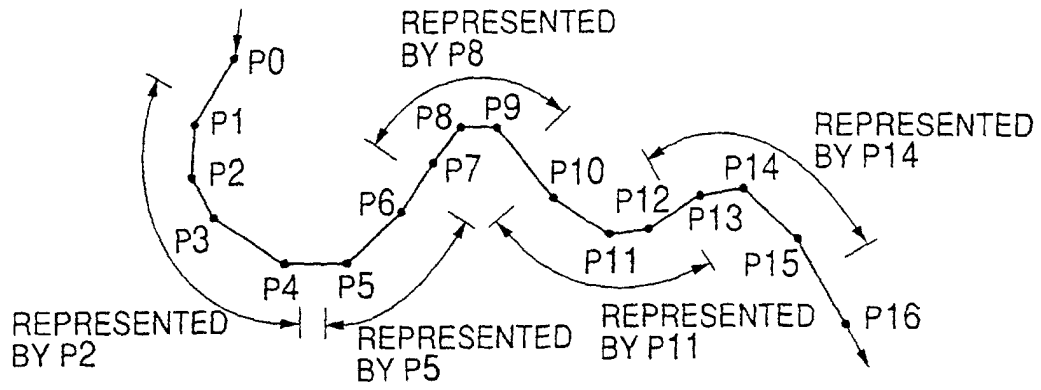 REPRESENTED
BY P8
P0
P1
P2
P3
P4
P5
P6
P7
P8
P9
P10
P11
P12
P13
P14
P15
P16
REPRESENTED
BY P14
REPRESENTED
BY P2
REPRESENTED
BY P5
REPRESENTED
BY P11